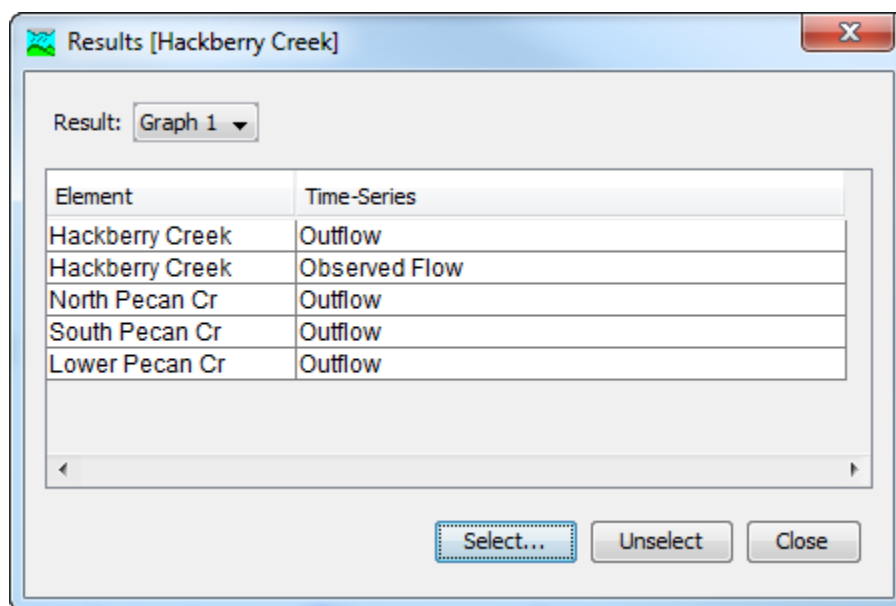 Results [Hackberry Creek]
Result: Graph 1
Element Time-Series
Hackberry Creek Outflow
Hackberry Creek Observed Flow
North Pecan Cr Outflow
South Pecan Cr Outflow
Lower Pecan Cr Outflow
Select... Unselect Close